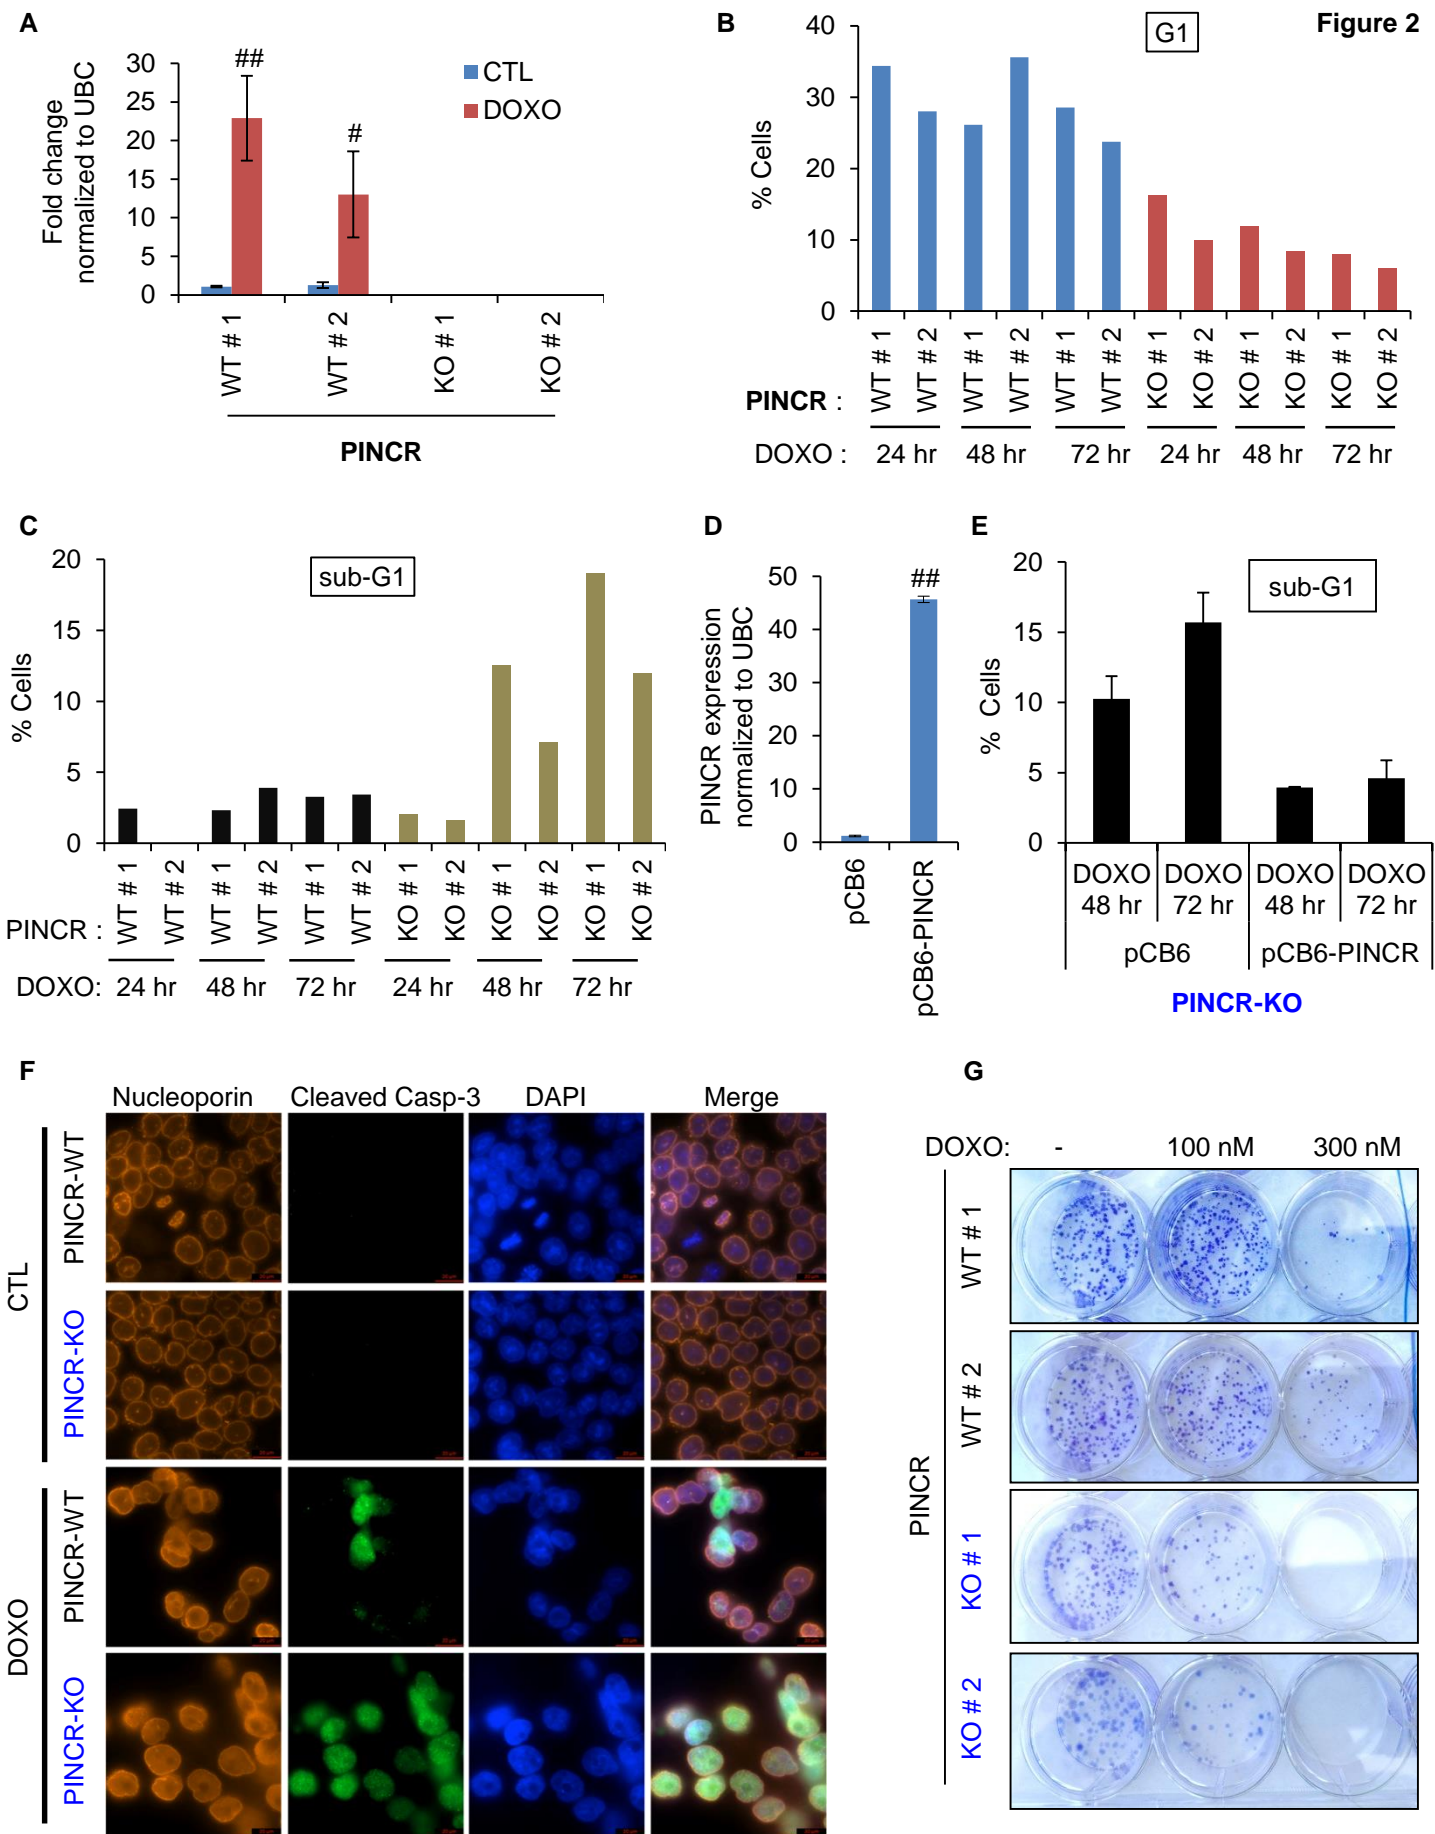 Figure 2
A
Fold change
normalized to UBC
30
25
20
15
10
5
0
##
#
CTL
DOXO
WT # 1
WT # 2
KO # 1
KO # 2
PINCR
B
% Cells
40
30
20
10
0
G1
PINCR :
WT # 1
WT # 2
WT # 1
WT # 2
WT # 1
WT # 2
KO # 1
KO # 2
KO # 1
KO # 2
KO # 1
KO # 2
DOXO : 24 hr 48 hr 72 hr 24 hr 48 hr 72 hr
C
% Cells
20
15
10
5
0
sub-G1
PINCR :
WT # 1
WT # 2
WT # 1
WT # 2
WT # 1
WT # 2
KO # 1
KO # 2
KO # 1
KO # 2
KO # 1
KO # 2
DOXO: 24 hr 48 hr 72 hr 24 hr 48 hr 72 hr
D
PINCR expression
normalized to UBC
50
40
30
20
10
0
##
pCB6
pCB6-PINCR
E
% Cells
20
15
10
5
0
sub-G1
DOXO DOXO DOXO DOXO
48 hr 72 hr 48 hr 72 hr
pCB6 pCB6-PINCR
PINCR-KO
F
Nucleoporin Cleaved Casp-3 DAPI Merge
CTL
PINCR-WT
PINCR-KO
DOXO
PINCR-WT
PINCR-KO
G
DOXO: - 100 nM 300 nM
PINCR
WT # 1
WT # 2
KO # 1
KO # 2